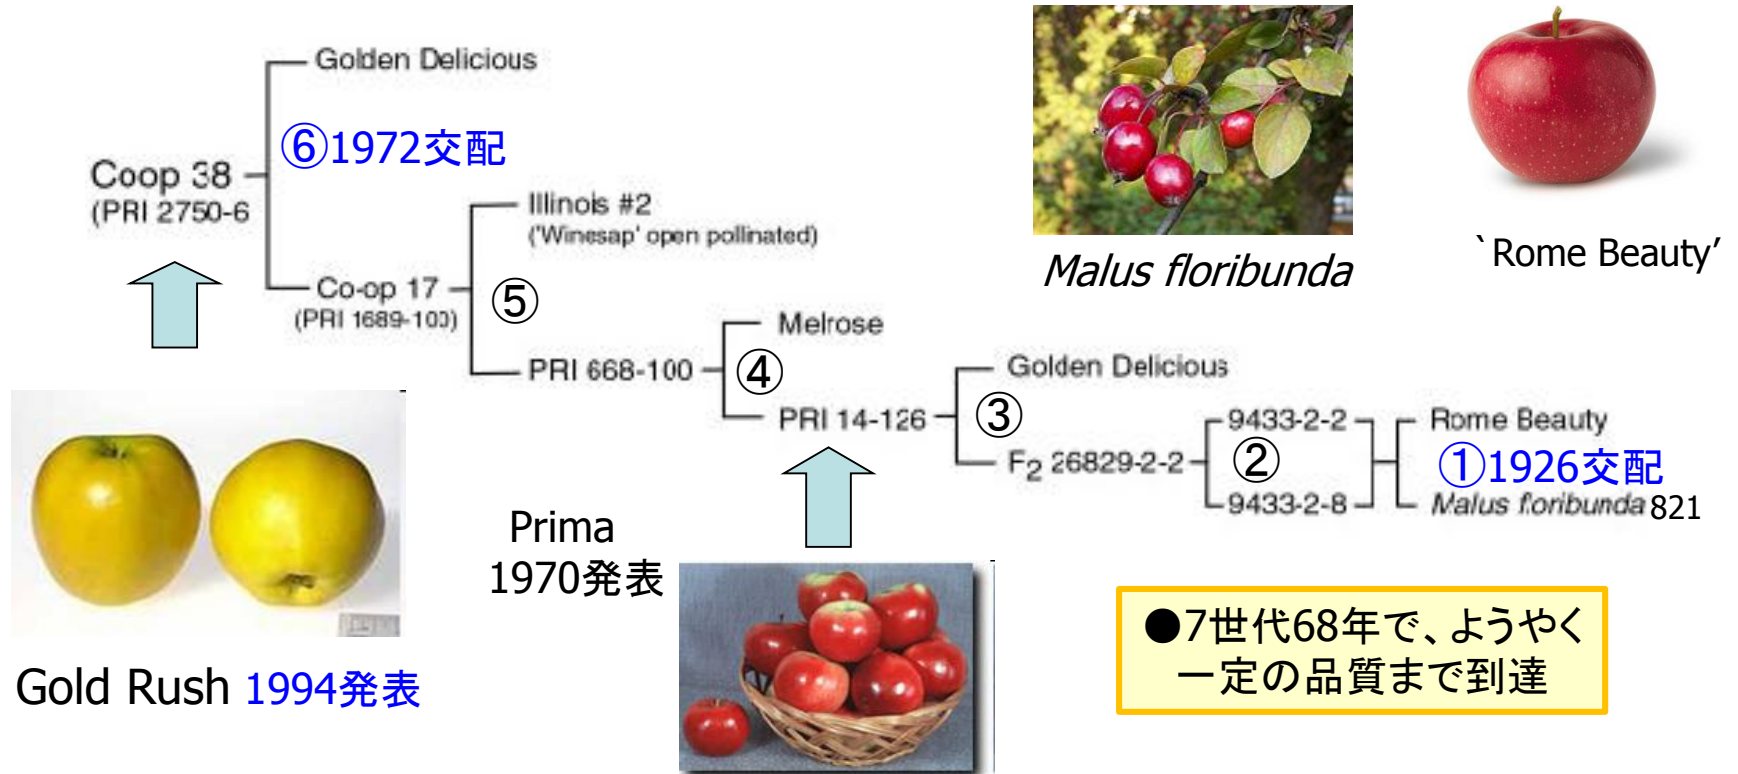 Golden Delicious
⑥1972交配
Coop 38
(PRI 2750-6
Illinois #2
('Winesap' open pollinated)
Co-op 17
(PRI 1689-100)
⑤
PRI 668-100
④
Melrose
PRI 14-126
③
Golden Delicious
F2 26829-2-2
②
9433-2-2
9433-2-8
Rome Beauty
①1926交配
Malus floribunda 821
Malus floribunda
`Rome Beauty’
Prima
1970発表
Gold Rush 1994発表
●7世代68年で、ようやく
一定の品質まで到達